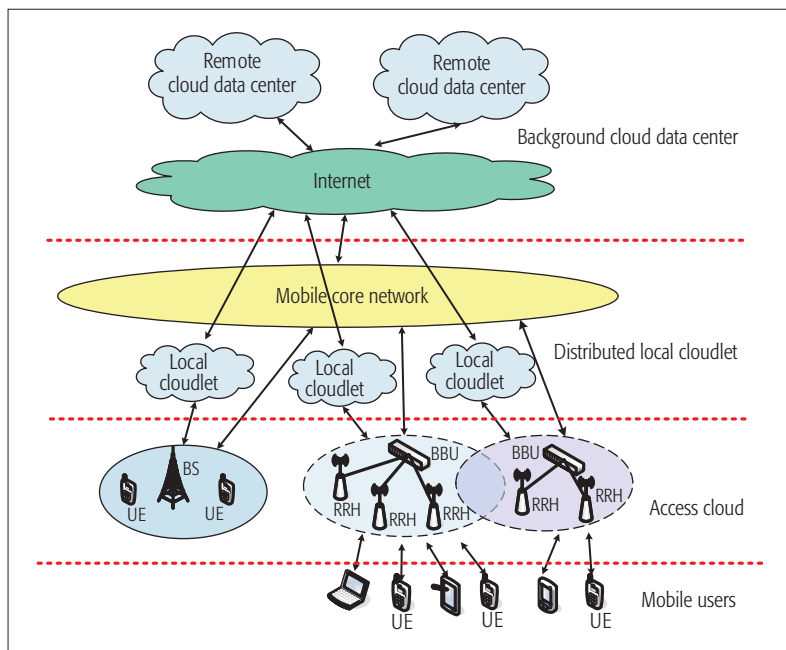 Remote
cloud data center
Remote
cloud data center
Background cloud data center
Internet
Mobile core network
Distributed local cloudlet
Local
cloudlet
Local
cloudlet
Local
cloudlet
BS
UE
UE
BBU
RRH
RRH
RRH
BBU
RRH
RRH
Access cloud
UE
UE
UE
Mobile users